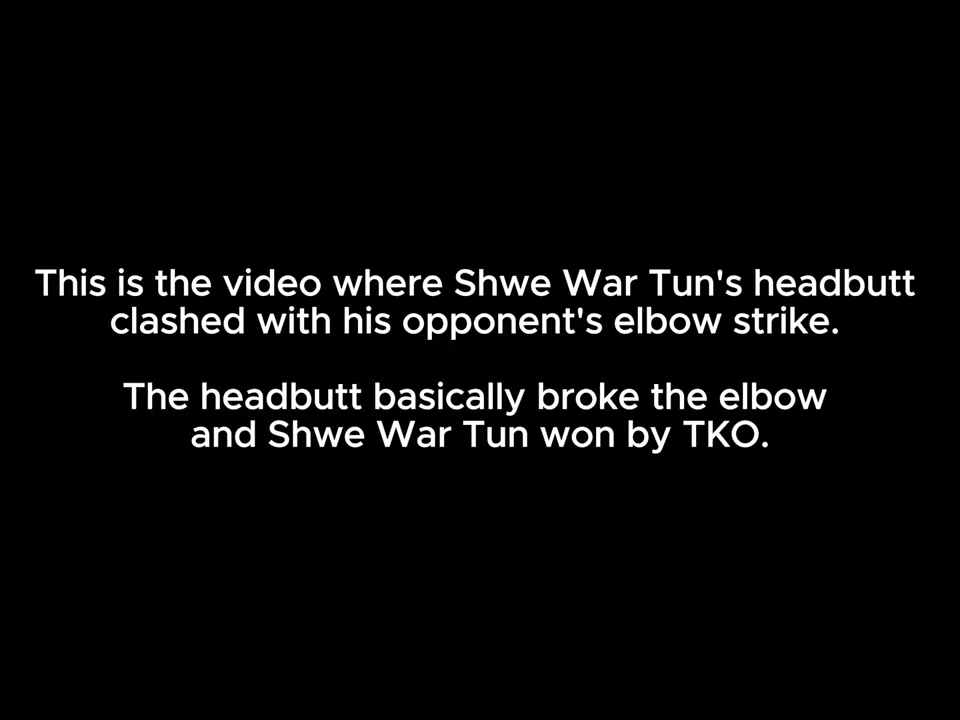 This is the video where Shwe War Tun's headbutt
clashed with his opponent's elbow strike.
The headbutt basically broke the elbow
and Shwe War Tun won by TKO.